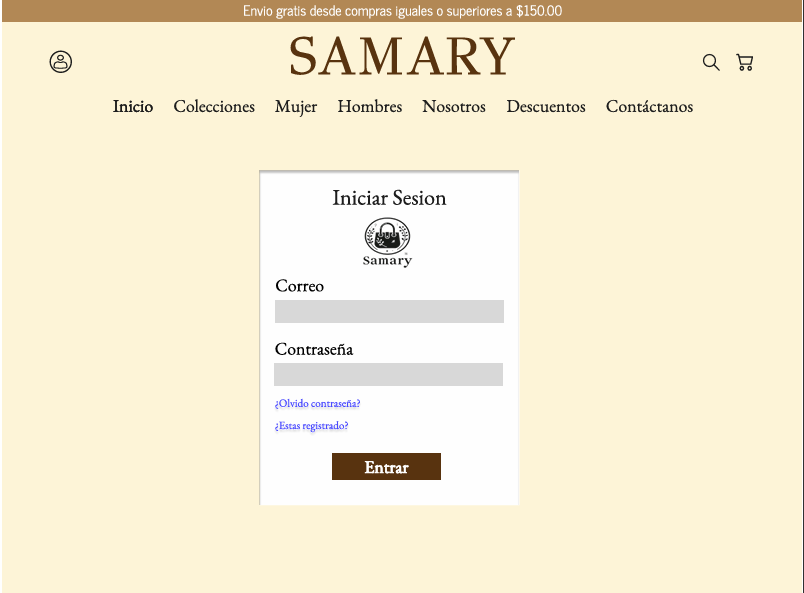 Envio gratis desde compras iguales o superiores a $150.00
SAMARY
Inicio Colecciones Mujer Hombres Nosotros Descuentos Contáctanos
Iniciar Sesion
Samary
Correo
Contraseña
¿Olvido contraseña?
¿Estas registrado?
Entrar